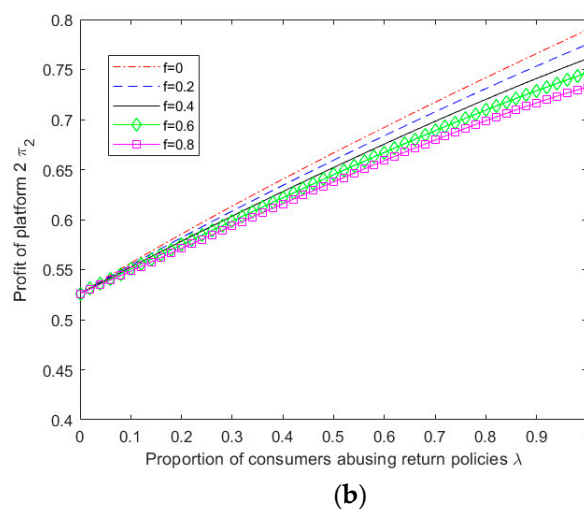 0.8
0.75
0.7
0.65
0.6
0.55
0.5
0.45
0.4
Profit of platform 2 π2
f=0
f=0.2
f=0.4
f=0.6
f=0.8
0 0.1 0.2 0.3 0.4 0.5 0.6 0.7 0.8 0.9
Proportion of consumers abusing return policies λ
(b)